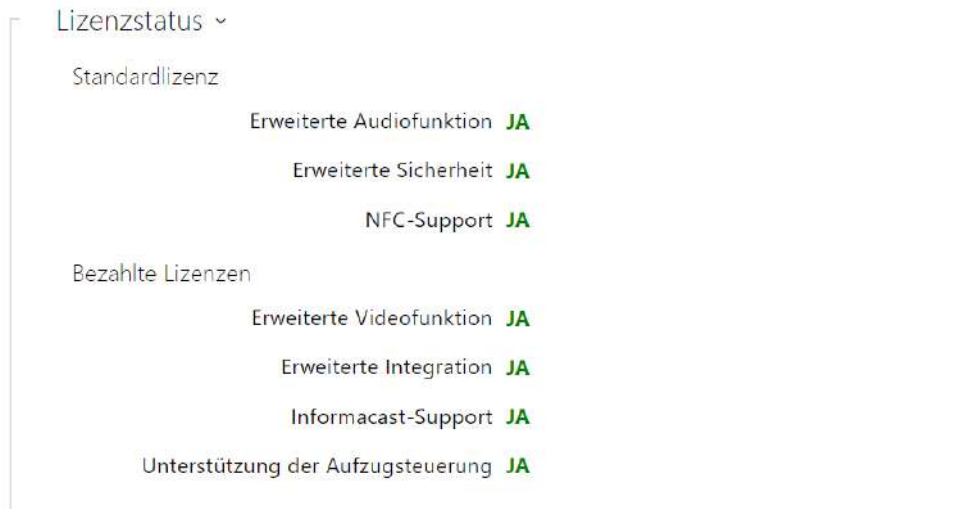 Lizenzstatus
Standardlizenz
Erweiterte Audiofunktion JA
Erweiterte Sicherheit JA
NFC-Support JA
Bezahlte Lizenzen
Erweiterte Videofunktion JA
Erweiterte Integration JA
Informacast-Support JA
Unterstützung der Aufzugsteuerung JA